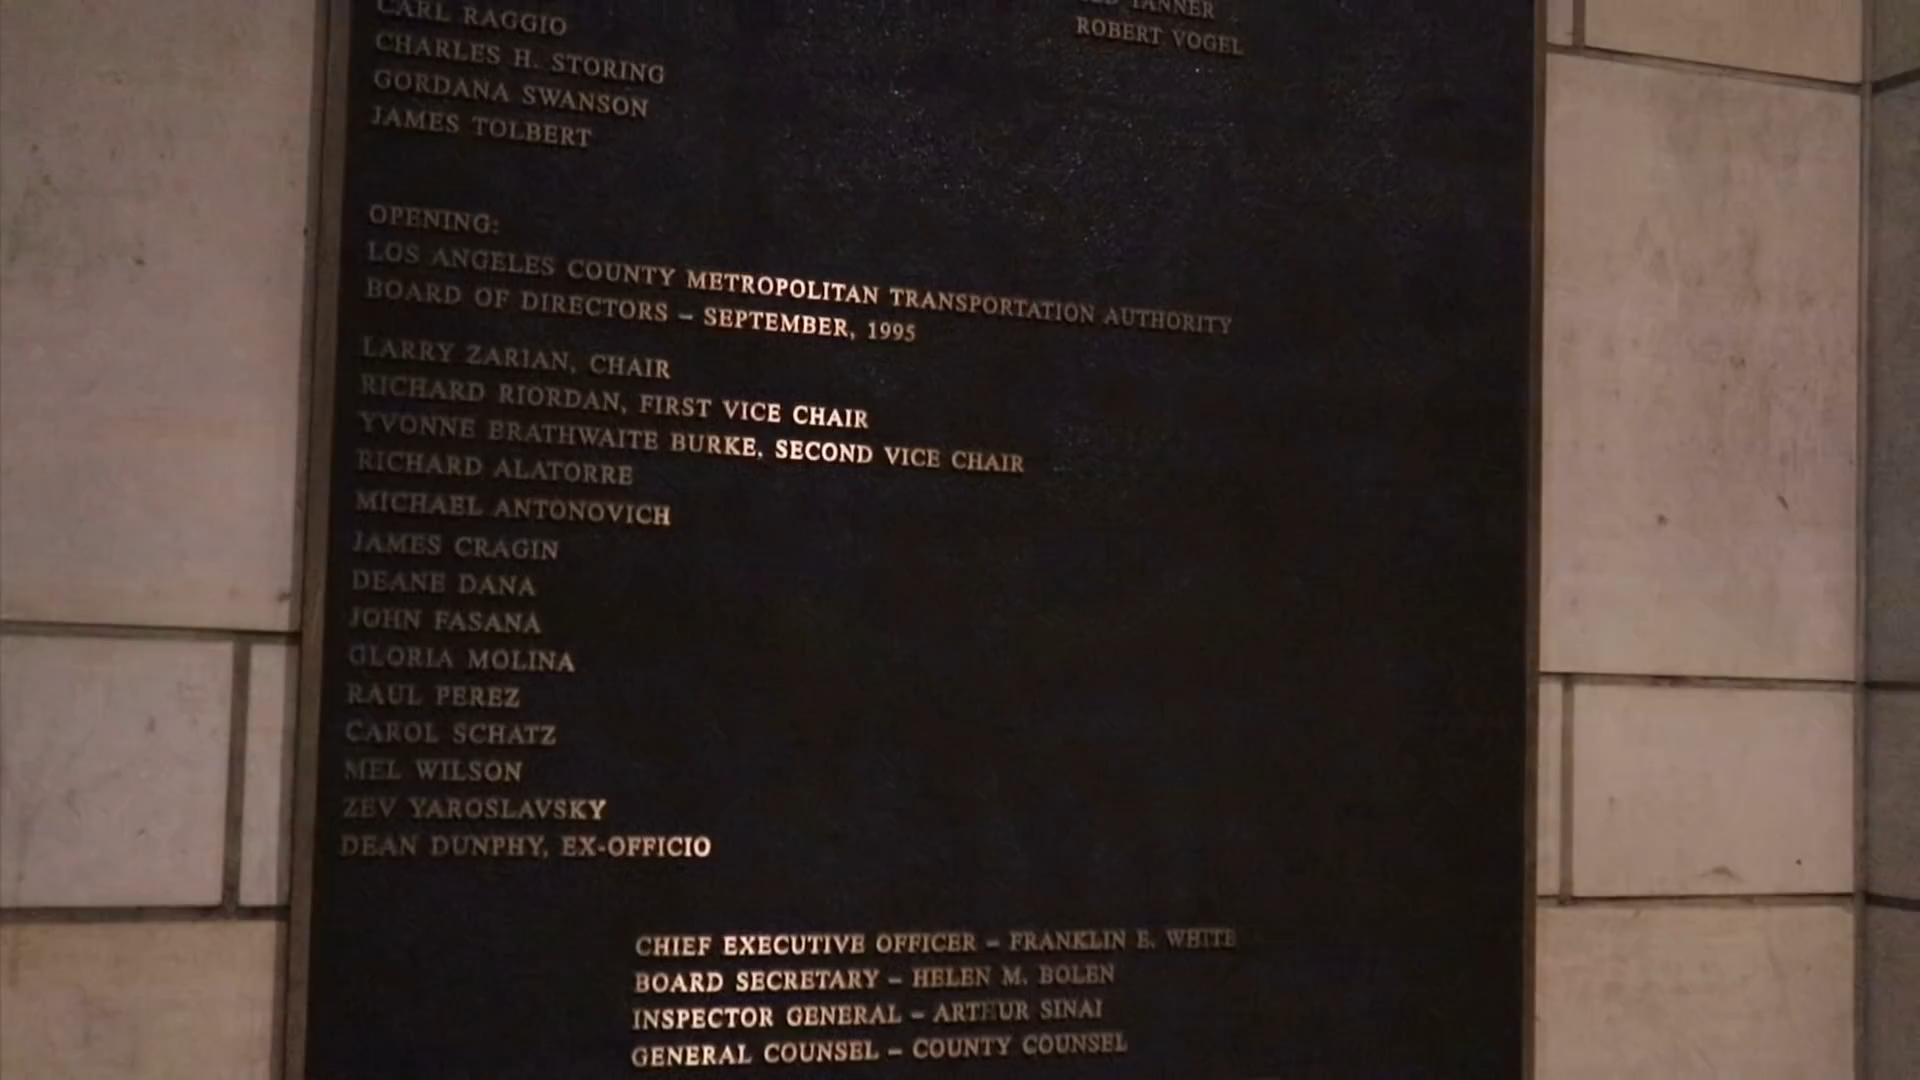 CARL RAGGIO
CHARLES H. STORING
GORDANA SWANSON
JAMES TOLBERT
TANNER
ROBERT VOGEL
OPENING:
LOS ANGELES COUNTY METROPOLITAN TRANSPORTATION AUTHORITY
BOARD OF DIRECTORS – SEPTEMBER, 1995
LARRY ZARIAN, CHAIR
RICHARD RIORDAN, FIRST VICE CHAIR
YVONNE BRATHWAITE BURKE, SECOND VICE CHAIR
RICHARD ALATORRE
MICHAEL ANTONOVICH
JAMES CRAGIN
DEANE DANA
JOHN FASANA
GLORIA MOLINA
RAUL PEREZ
CAROL SCHATZ
MEL WILSON
ZEV YAROSLAVSKY
DEAN DUNPHY, EX-OFFICIO
CHIEF EXECUTIVE OFFICER – FRANKLIN E. WHITE
BOARD SECRETARY – HELEN M. BOLEN
INSPECTOR GENERAL – ARTHUR SINAI
GENERAL COUNSEL – COUNTY COUNSEL